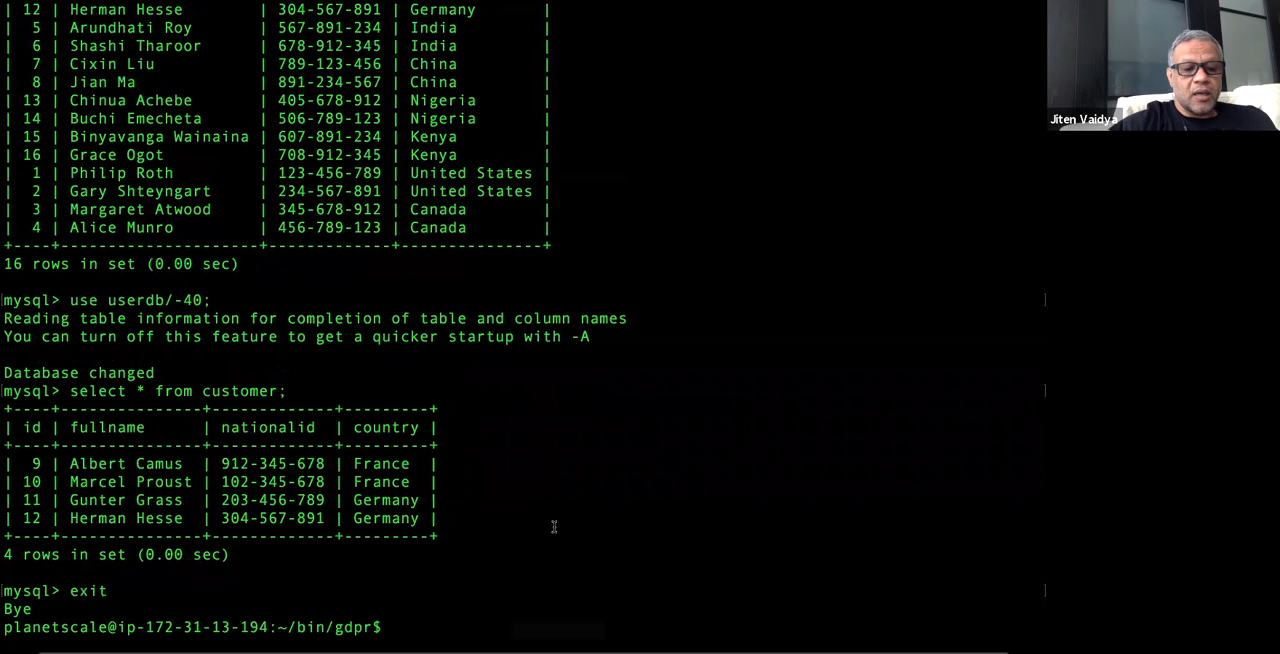 | 12 | Herman Hesse       | 304-567-891 | Germany       |
|  5 | Arundhati Roy      | 567-891-234 | India         |
|  6 | Shashi Tharoor     | 678-912-345 | India         |
|  7 | Cixin Liu          | 789-123-456 | China         |
|  8 | Jian Ma            | 891-234-567 | China         |
| 13 | Chinua Achebe      | 405-678-912 | Nigeria       |
| 14 | Buchi Emecheta     | 506-789-123 | Nigeria       |
| 15 | Binyavanga Wainaina | 607-891-234 | Kenya         |
| 16 | Grace Ogot         | 708-912-345 | Kenya         |
|  1 | Philip Roth        | 123-456-789 | United States |
|  2 | Gary Shteyngart    | 234-567-891 | United States |
|  3 | Margaret Atwood    | 345-678-912 | Canada        |
|  4 | Alice Munro        | 456-789-123 | Canada        |
+----+---------------------+-------------+---------------+
16 rows in set (0.00 sec)
mysql> use userdb/-40;
Reading table information for completion of table and column names
You can turn off this feature to get a quicker startup with -A
Database changed
mysql> select * from customer;
+----+---------------+-------------+---------+
| id | fullname      | nationalid  | country |
+----+---------------+-------------+---------+
|  9 | Albert Camus  | 912-345-678 | France  |
| 10 | Marcel Proust | 102-345-678 | France  |
| 11 | Gunter Grass  | 203-456-789 | Germany |
| 12 | Herman Hesse  | 304-567-891 | Germany |
+----+---------------+-------------+---------+
4 rows in set (0.00 sec)
mysql> exit
Bye
planetscale@ip-172-31-13-194:~/bin/gdpr$
Jiten Vaidya